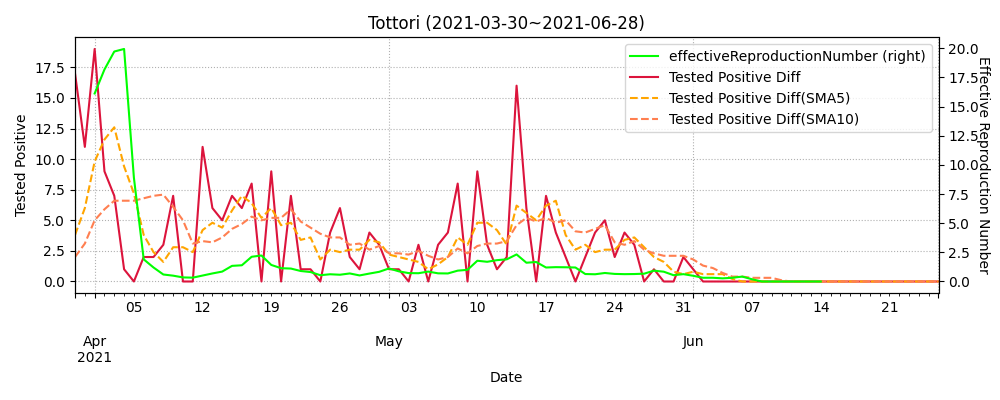 Tottori (2021-03-30~2021-06-28)
effectiveReproductionNumber (right)
Tested Positive Diff
Tested Positive Diff(SMA5)
Tested Positive Diff(SMA10)
Tested Positive
17.5
15.0
12.5
10.0
7.5
5.0
2.5
0.0
20.0
17.5
15.0
12.5
10.0
7.5
5.0
2.5
0.0
Effective Reproduction Number
05 12 19 26 03 10 17 24 31 07 14 21
Apr May Jun
2021
Date